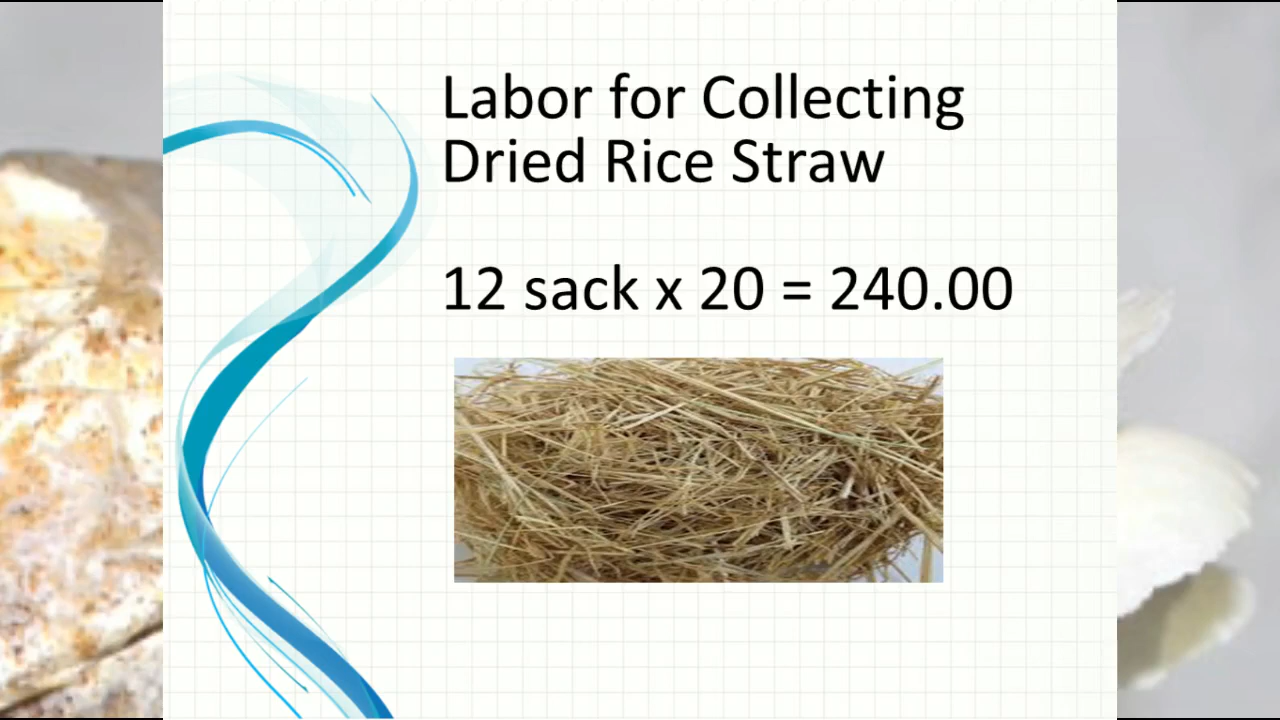 Labor for Collecting
Dried Rice Straw
12 sack x 20 = 240.00